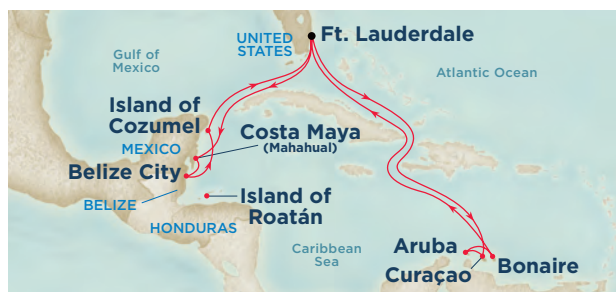 UNITED
STATES
Ft. Lauderdale
Gulf of
Mexico
Atlantic Ocean
Island of
Cozumel
Costa Maya
(Mahahual)
MEXICO
Belize City
BELIZE
Island of
Roatán
HONDURAS
Caribbean
Sea
Aruba
Curaçao
Bonaire